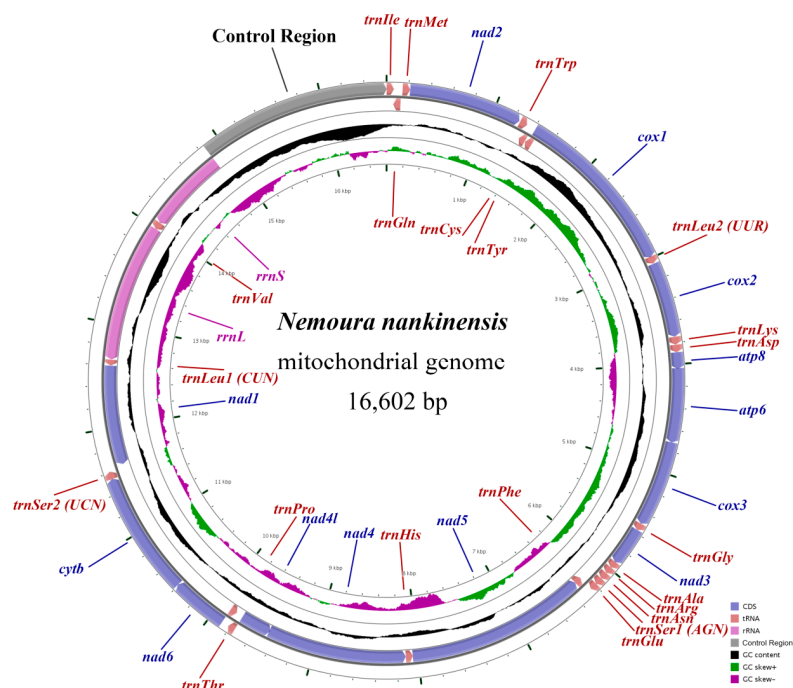 trnIle
trnMet
nad2
Control Region
trnTrp
cox1
16 kbp
1 kbp
trnGln
trnCys
trnTyr
15 kbp
2 kbp
trnLeu2 (UUR)
rrnS
14 kbp
trnVal
cox2
3 kbp
Nemoura nankinensis
mitochondrial genome
16,602 bp
rrnL
13 kbp
trnLys
trnAsp
atp8
4 kbp
trnLeu1 (CUN)
nad1
12 kbp
atp6
5 kbp
cox3
11 kbp
trnPhe
6 kbp
trnSer2 (UCN)
trnPro
nad4l
nad4
trnHis
nad5
10 kbp
9 kbp
8 kbp
7 kbp
trnGly
nad3
cytb
trnAla
trnArg
trnAsn
trnSer1 (AGN)
trnGlu
nad6
trnThr
CDS
tRNA
rRNA
Control Region
GC content
GC skew+
GC skew-